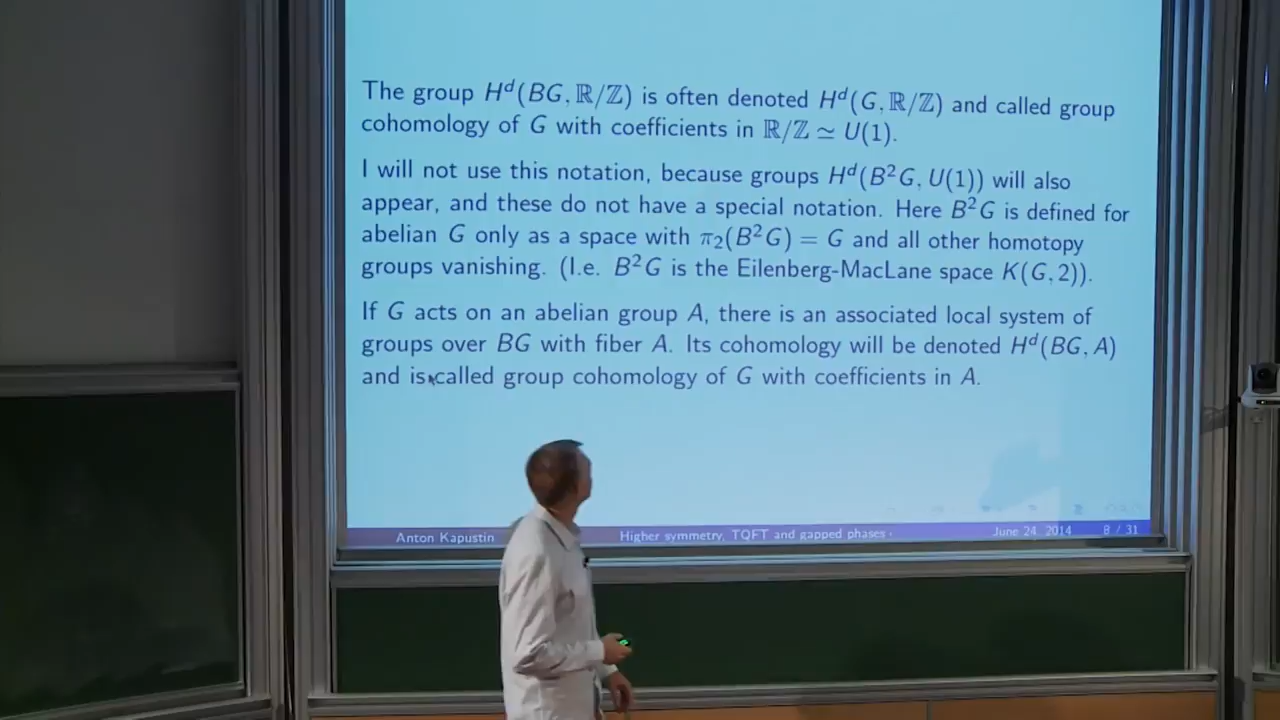 The group H^d(BG, ℝ/ℤ) is often denoted H^d(G, ℝ/ℤ) and called group
cohomology of G with coefficients in ℝ/ℤ ≃ U(1).
I will not use this notation, because groups H^d(B²G, U(1)) will also
appear, and these do not have a special notation. Here B²G is defined for
abelian G only as a space with π₂(B²G) = G and all other homotopy
groups vanishing. (I.e. B²G is the Eilenberg-MacLane space K(G, 2)).
If G acts on an abelian group A, there is an associated local system of
groups over BG with fiber A. Its cohomology will be denoted H^d(BG, A)
and is called group cohomology of G with coefficients in A.
Anton Kapustin Higher symmetry, TQFT and gapped phases June 24, 2014 8 / 31